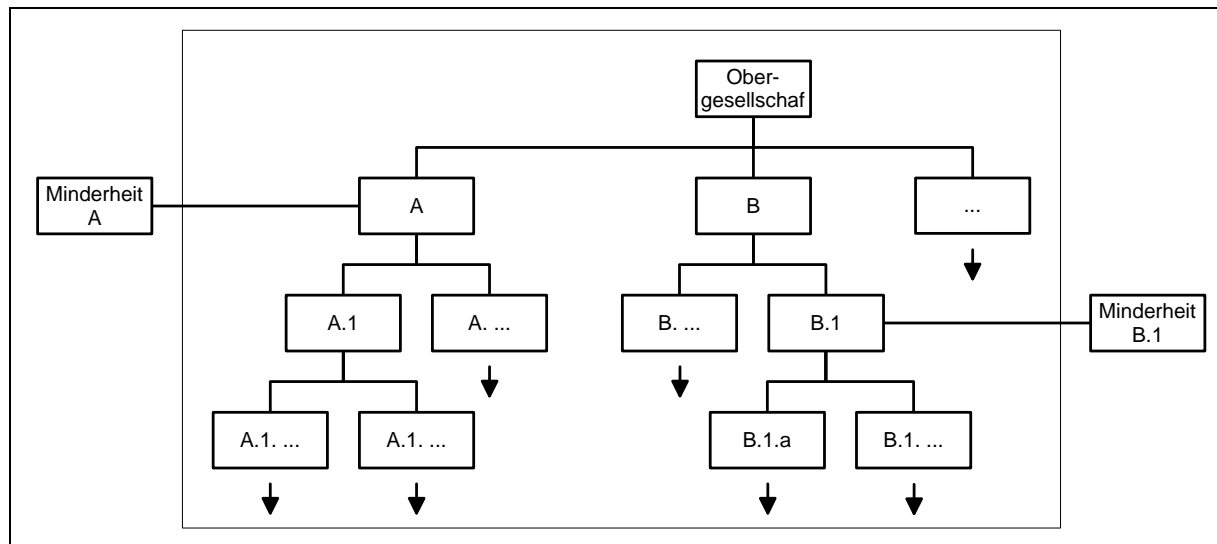 Ober-
gesellschaf
Minderheit
A
A
B
...
A.1
A. ...
B. ...
B.1
Minderheit
B.1
A.1. ...
A.1. ...
B.1.a
B.1. ...